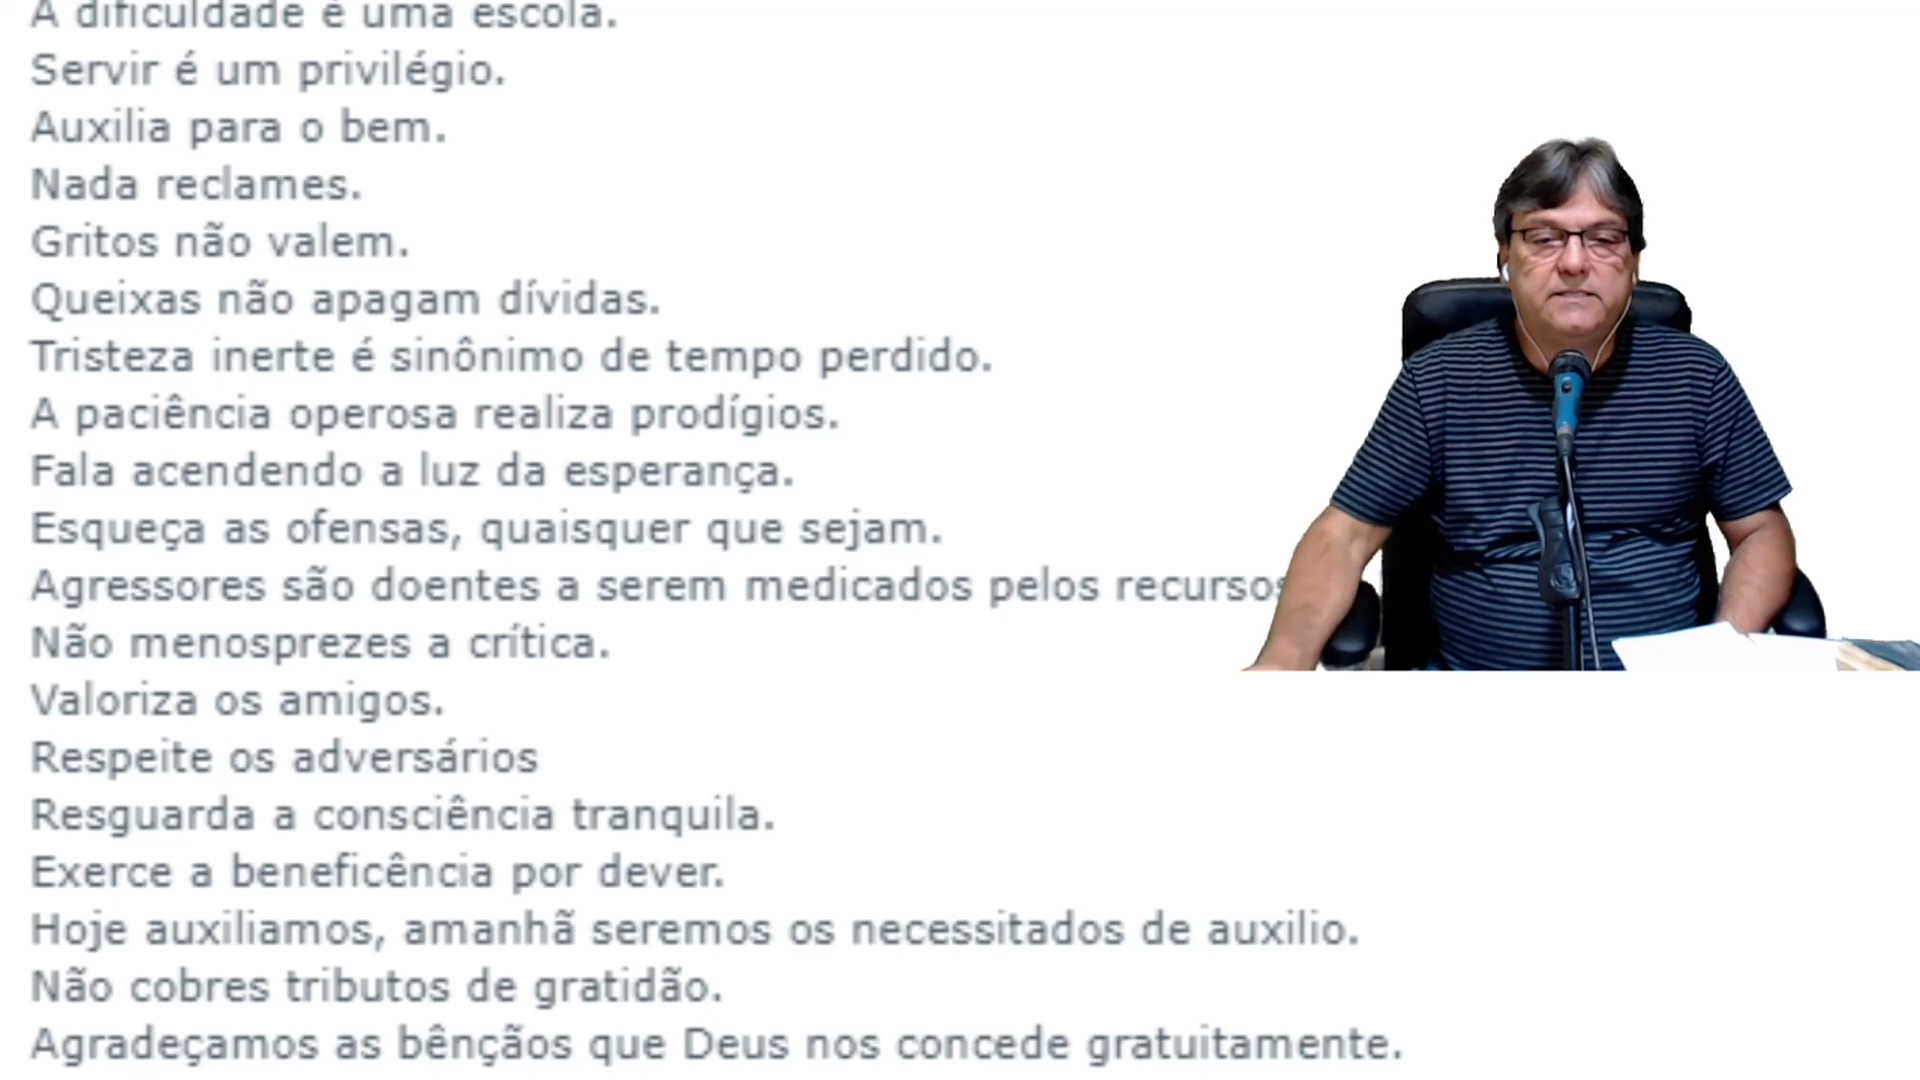 A dificuldade é uma escola.
Servir é um privilégio.
Auxilia para o bem.
Nada reclames.
Gritos não valem.
Queixas não apagam dívidas.
Tristeza inerte é sinônimo de tempo perdido.
A paciência operosa realiza prodígios.
Fala acendendo a luz da esperança.
Esqueça as ofensas, quaisquer que sejam.
Agressores são doentes a serem medicados pelos recursos
Não menosprezes a crítica.
Valoriza os amigos.
Respeite os adversários
Resguarda a consciência tranquila.
Exerce a beneficência por dever.
Hoje auxiliamos, amanhã seremos os necessitados de auxilio.
Não cobres tributos de gratidão.
Agradeçamos as bênçãos que Deus nos concede gratuitamente.